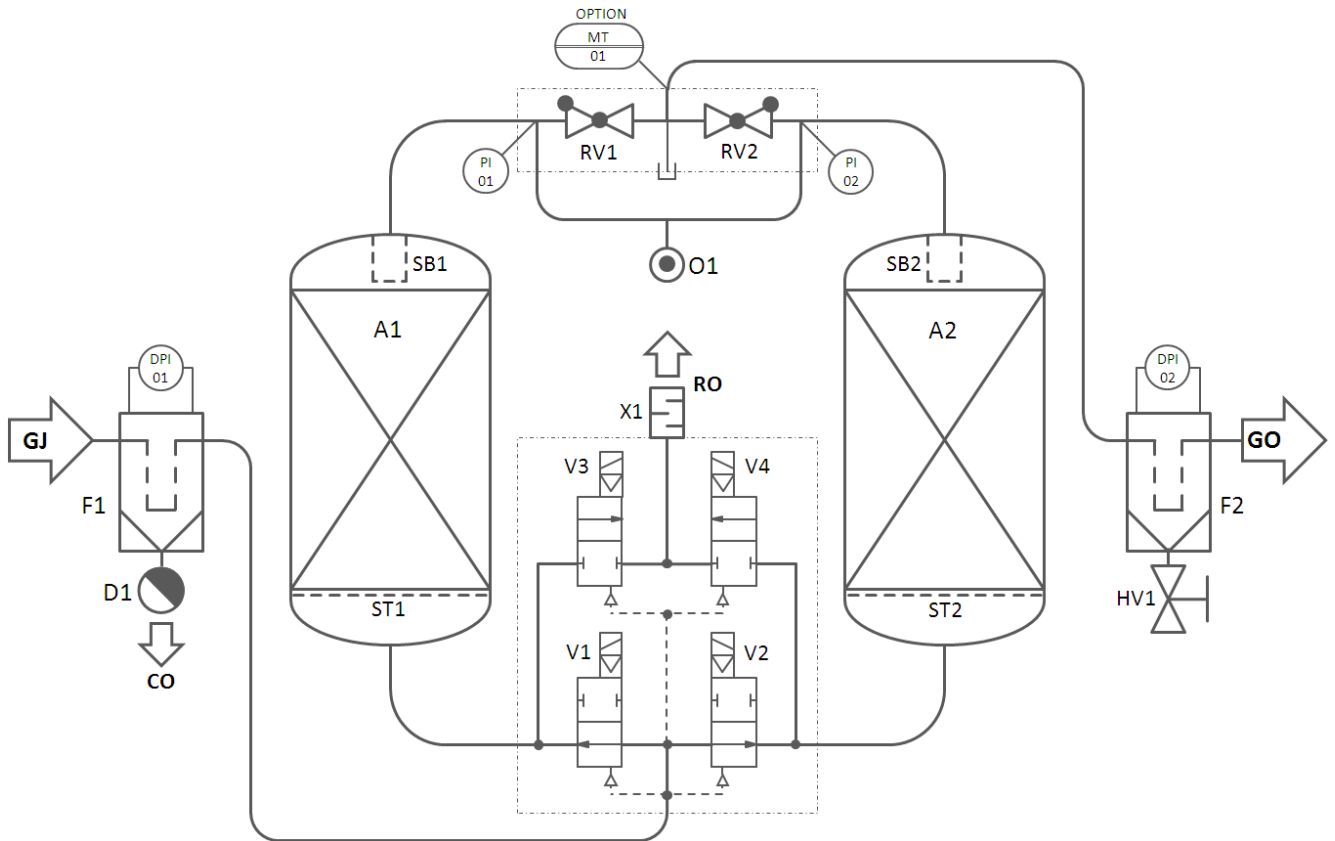 OPTION
MT
01
RV1
RV2
PI
01
PI
02
SB1
O1
SB2
A1
A2
DPI
01
RO
DPI
02
X1
GJ
GO
V3
V4
F1
F2
D1
ST1
ST2
HV1
V1
V2
CO